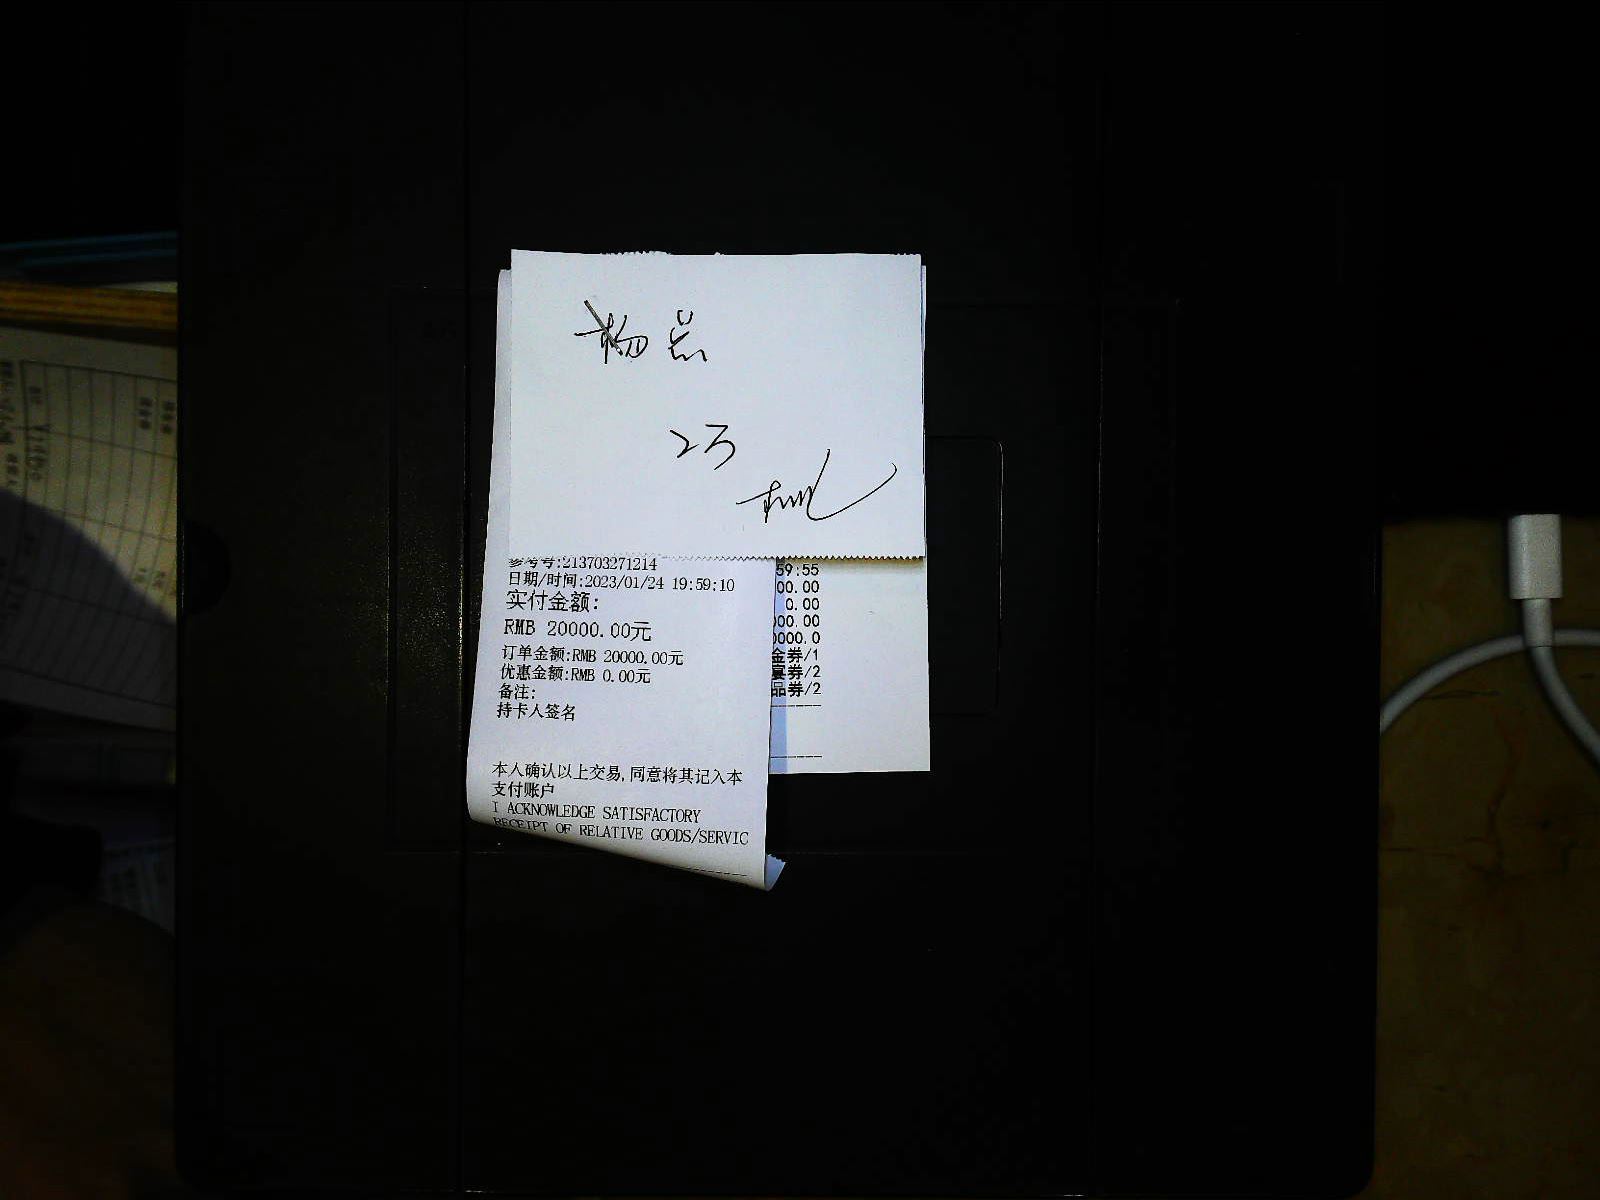 杨总
2万
参考号:213703271214
日期/时间:2023/01/24 19:59:10
实付金额:
RMB 20000.00元
订单金额:RMB 20000.00元
优惠金额:RMB 0.00元
备注:
持卡人签名
本人确认以上交易,同意将其记入本
支付账户
I ACKNOWLEDGE SATISFACTORY
RECEIPT OF RELATIVE GOODS/SERVIC
59:55
00.00
0.00
000.00
0000.0
金券/1
宴券/2
品券/2